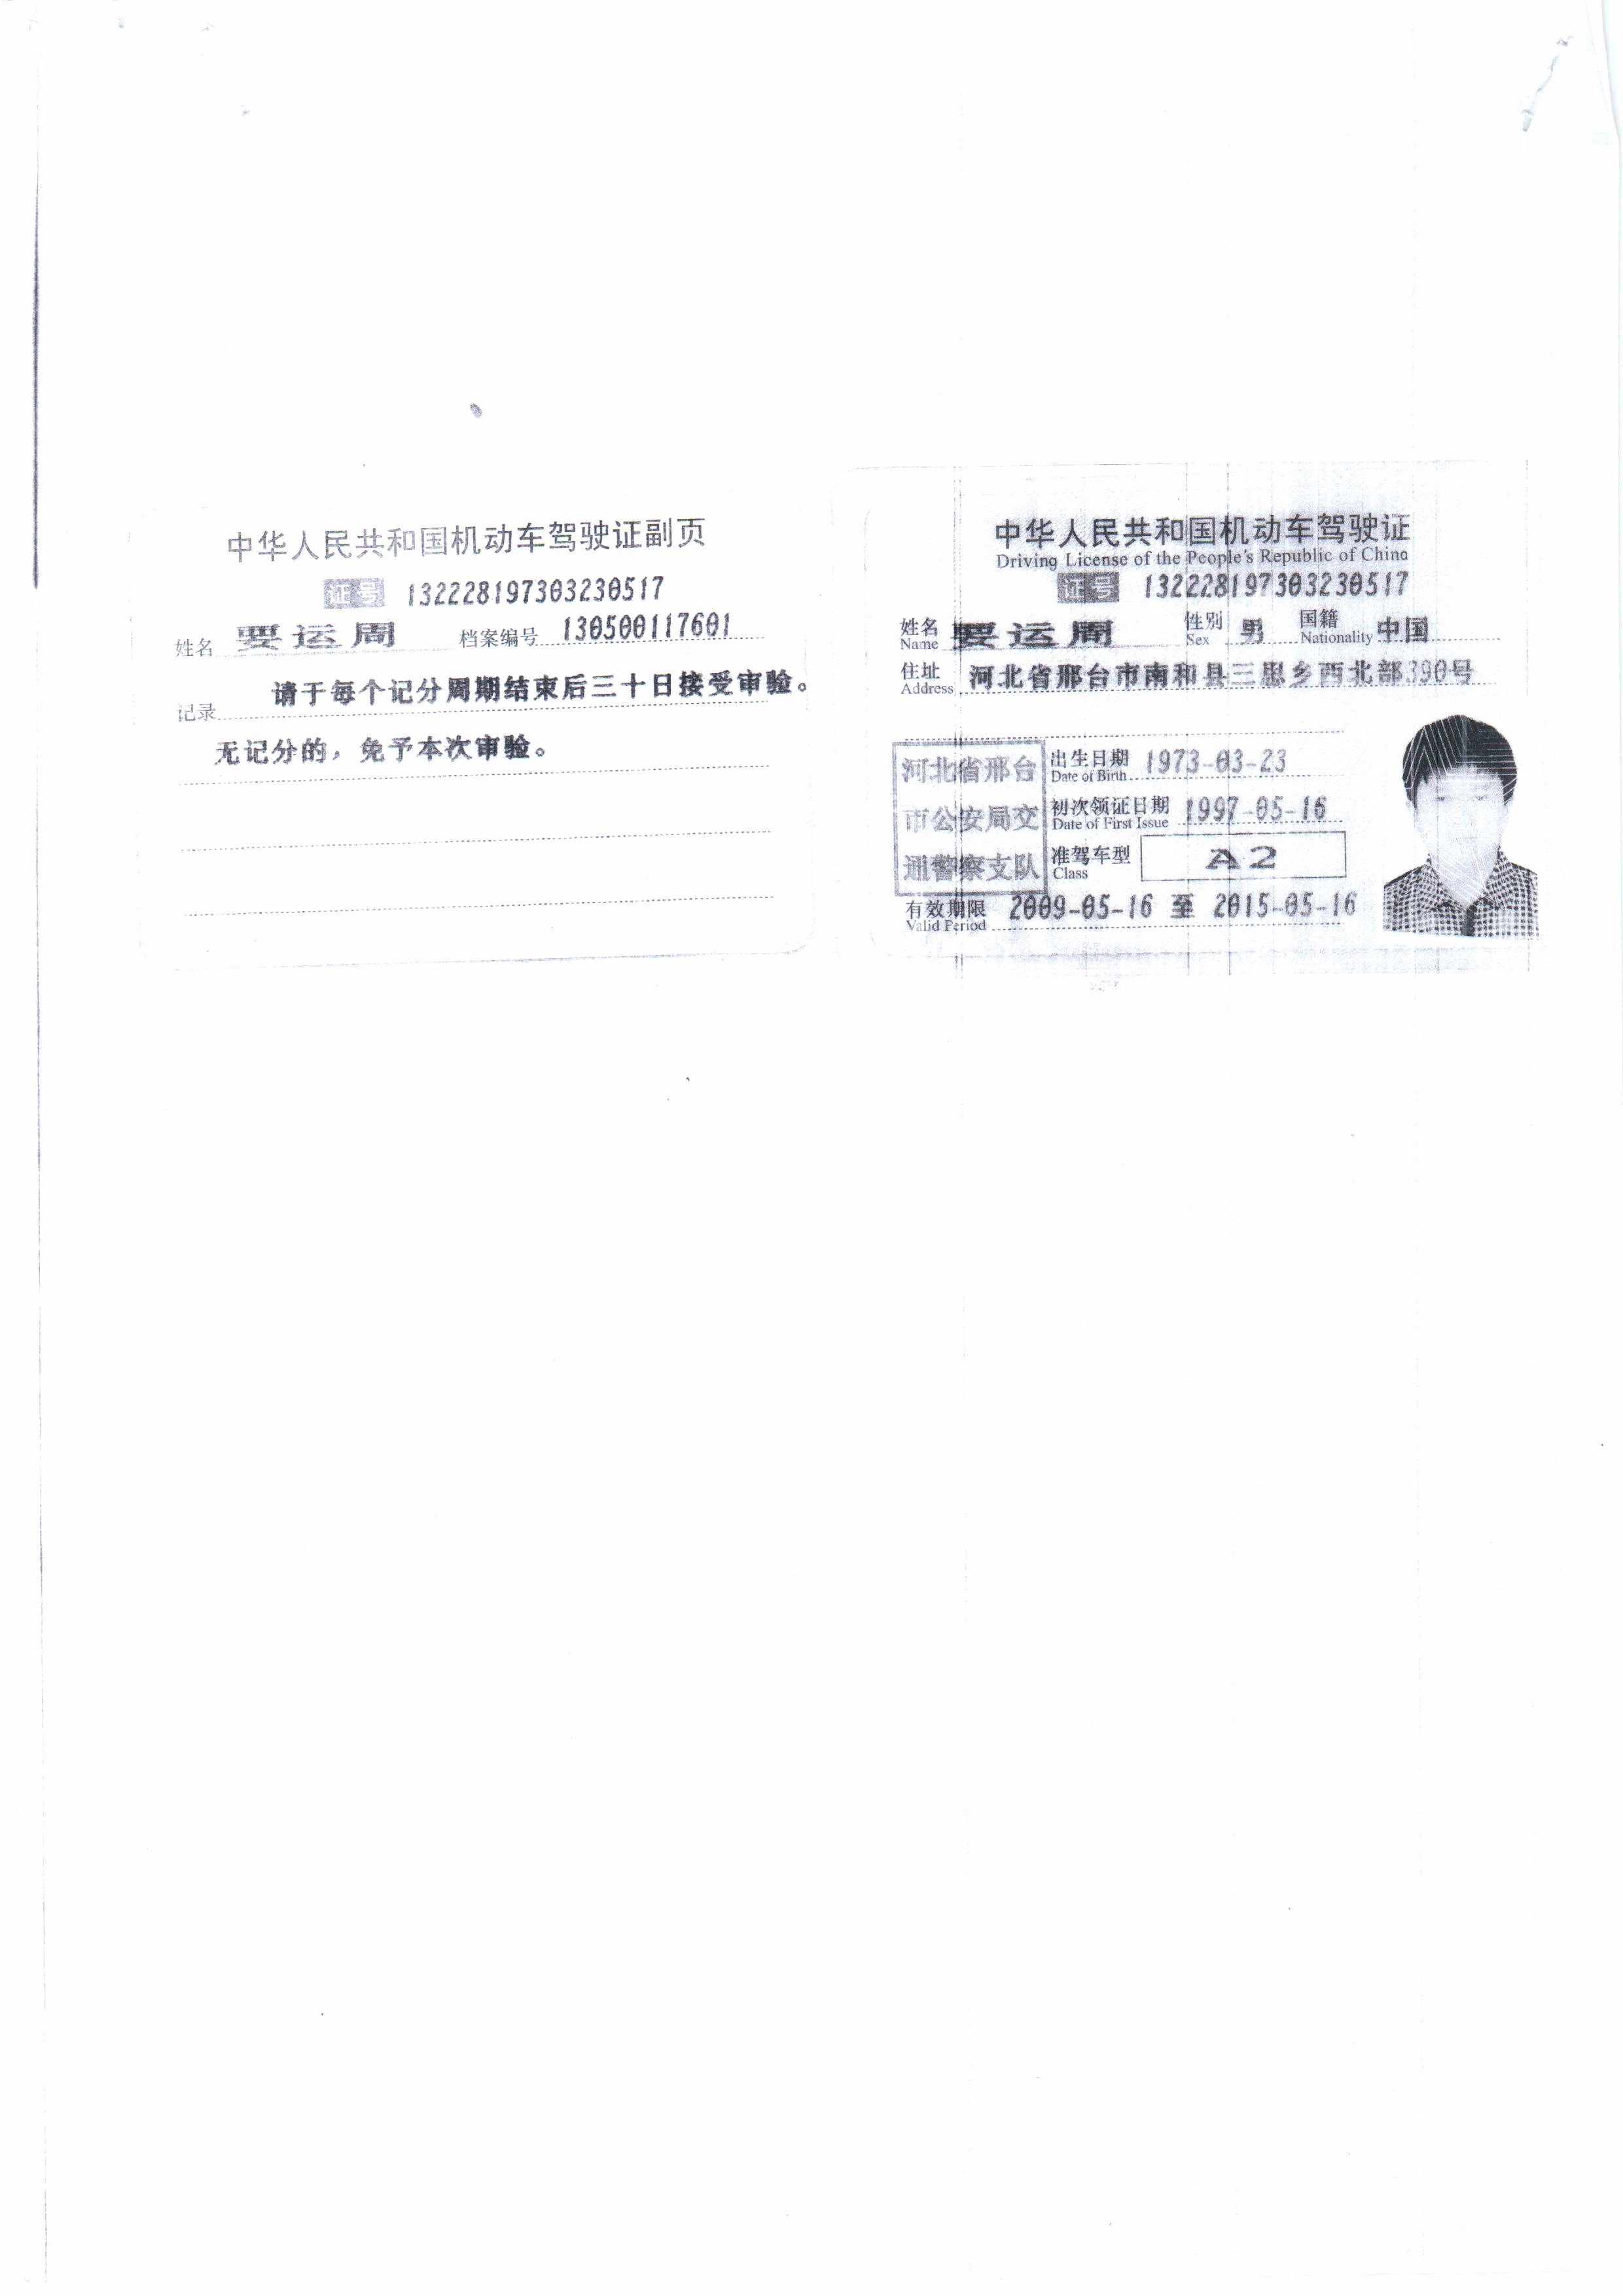 中华人民共和国机动车驾驶证副页
证号 132228197303230517
姓名 要运周 档案编号 130500117601
记录 请于每个记分周期结束后三十日接受审验。
无记分的，免予本次审验。
中华人民共和国机动车驾驶证
Driving License of the People's Republic of China
证号 132228197303230517
姓名 要运周 性别 男 国籍 中国
Name Sex Nationality
住址 河北省邢台市南和县三思乡西北部390号
Address
河北省邢台
市公安局交
通警察支队
出生日期 1973-03-23
Date of Birth
初次领证日期 1997-05-16
Date of First Issue
准驾车型 A2
Class
有效期限 2009-05-16 至 2015-05-16
Valid Period